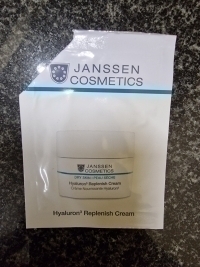 JANSSEN
COSMETICS
JANSSEN
COSMETICS
Hyaluron³ Replenish Cream
Hyaluron³ Replenish Cream